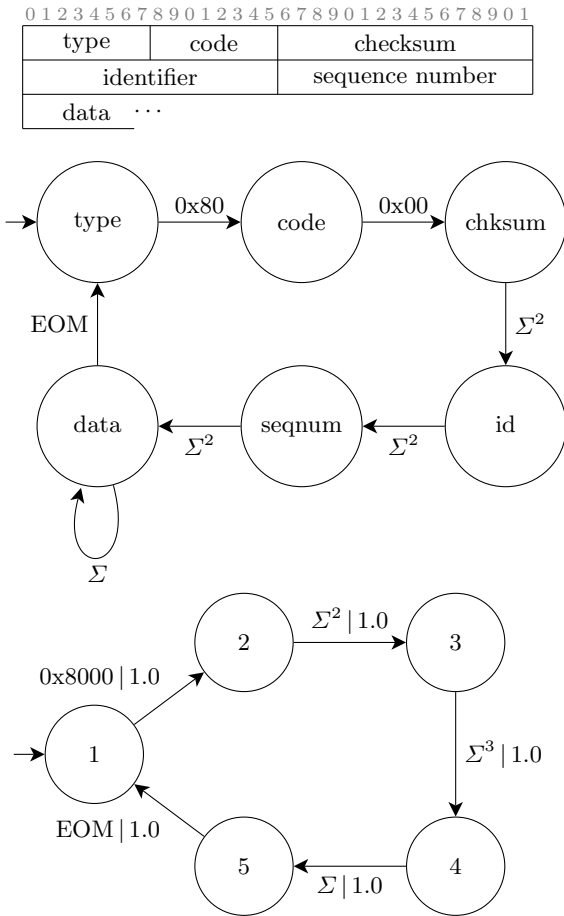 0 1 2 3 4 5 6 7 8 9 0 1 2 3 4 5 6 7 8 9 0 1 2 3 4 5 6 7 8 9 0 1
type code checksum
identifier sequence number
data ···
type 0x80 code 0x00 chksum
EOM Σ²
data Σ² seqnum Σ² id
Σ
2 Σ² | 1.0 3
0x8000 | 1.0
1 Σ³ | 1.0
EOM | 1.0
5 Σ | 1.0 4